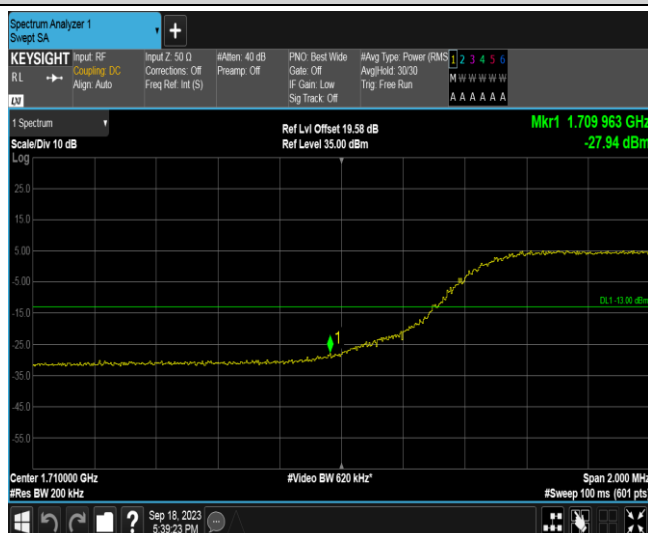 Spectrum Analyzer 1
Swept SA
KEYSIGHT
RL
LXI
Input: RF
Coupling: DC
Align: Auto
Input Z: 50 Ω
Corrections: Off
Freq Ref: Int (S)
#Atten: 40 dB
Preamp: Off
PNO: Best Wide
Gate: Off
IF Gain: Low
Sig Track: Off
#Avg Type: Power (RMS
Avg|Hold: 30/30
Trig: Free Run
1 2 3 4 5 6
M W W W W W
A A A A A A
1 Spectrum
Scale/Div 10 dB
Log
Ref Lvl Offset 19.58 dB
Ref Level 35.00 dBm
Mkr1 1.709 963 GHz
-27.94 dBm
25.0
15.0
5.00
-5.00
DL1 -13.00 dBm
-15.0
1
-25.0
-35.0
-45.0
-55.0
Center 1.710000 GHz
#Res BW 200 kHz
#Video BW 620 kHz*
Span 2.000 MHz
#Sweep 100 ms (601 pts)
?
Sep 18, 2023
5:39:23 PM